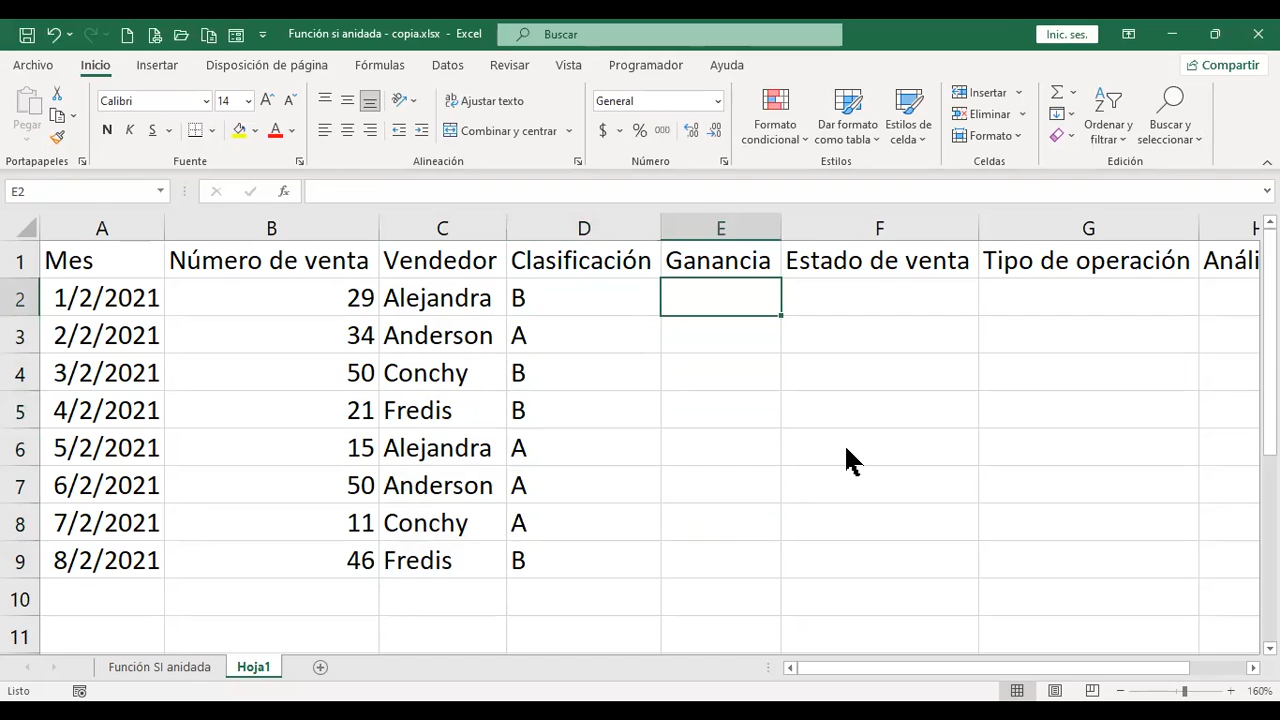 Función si anidada - copia.xlsx - Excel
Buscar
Inic. ses.
Archivo Inicio Insertar Disposición de página Fórmulas Datos Revisar Vista Programador Ayuda Compartir
Pegar
Calibri 14
N K S A
Ajustar texto
Combinar y centrar
General
$ % 000
Formato condicional
Dar formato como tabla
Estilos de celda
Insertar
Eliminar
Formato
Ordenar y filtrar
Buscar y seleccionar
Portapapeles Fuente Alineación Número Estilos Celdas Edición
E2 fx
A B C D E F G H
1 Mes Número de venta Vendedor Clasificación Ganancia Estado de venta Tipo de operación Análi
2 1/2/2021 29 Alejandra B
3 2/2/2021 34 Anderson A
4 3/2/2021 50 Conchy B
5 4/2/2021 21 Fredis B
6 5/2/2021 15 Alejandra A
7 6/2/2021 50 Anderson A
8 7/2/2021 11 Conchy A
9 8/2/2021 46 Fredis B
10
11
Función SI anidada Hoja1
Listo 160%